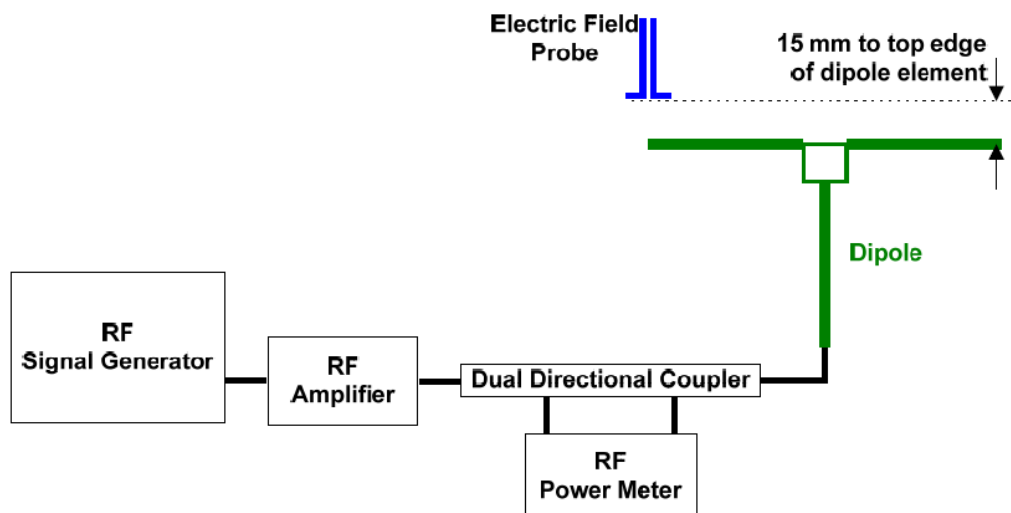 Electric Field
Probe
15 mm to top edge
of dipole element
Dipole
RF
Signal Generator
RF
Amplifier
Dual Directional Coupler
RF
Power Meter